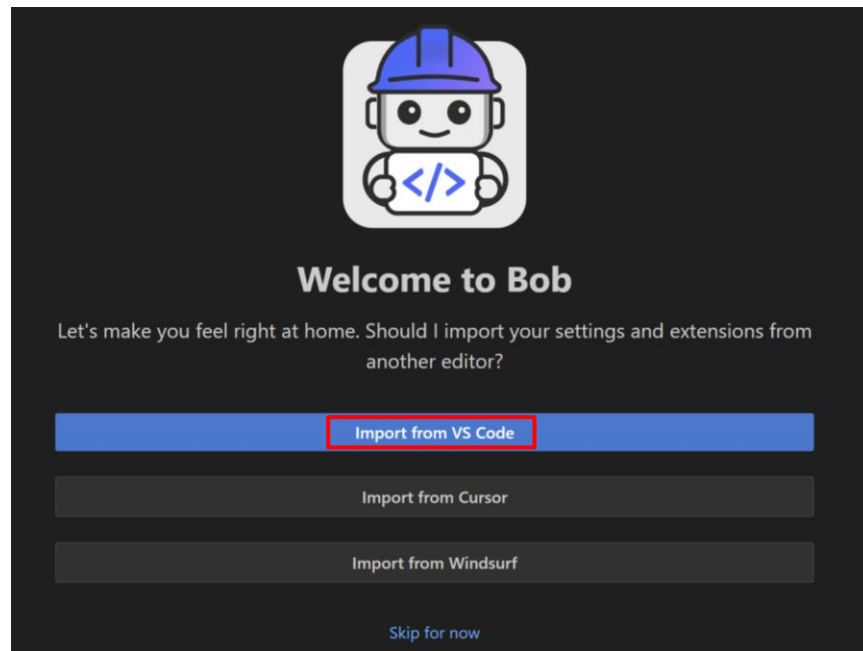 </>
Welcome to Bob
Let's make you feel right at home. Should I import your settings and extensions from
another editor?
Import from VS Code
Import from Cursor
Import from Windsurf
Skip for now